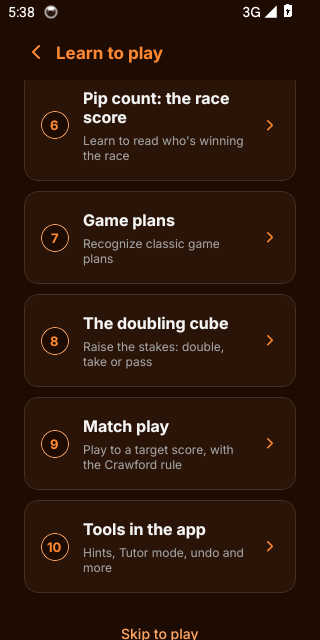 5:38
3G
Learn to play
Pip count: the race
score
6
Learn to read who's winning
the race
Game plans
7
Recognize classic game
plans
The doubling cube
8
Raise the stakes: double,
take or pass
Match play
9
Play to a target score, with
the Crawford rule
Tools in the app
10
Hints, Tutor mode, undo and
more
Skip to play